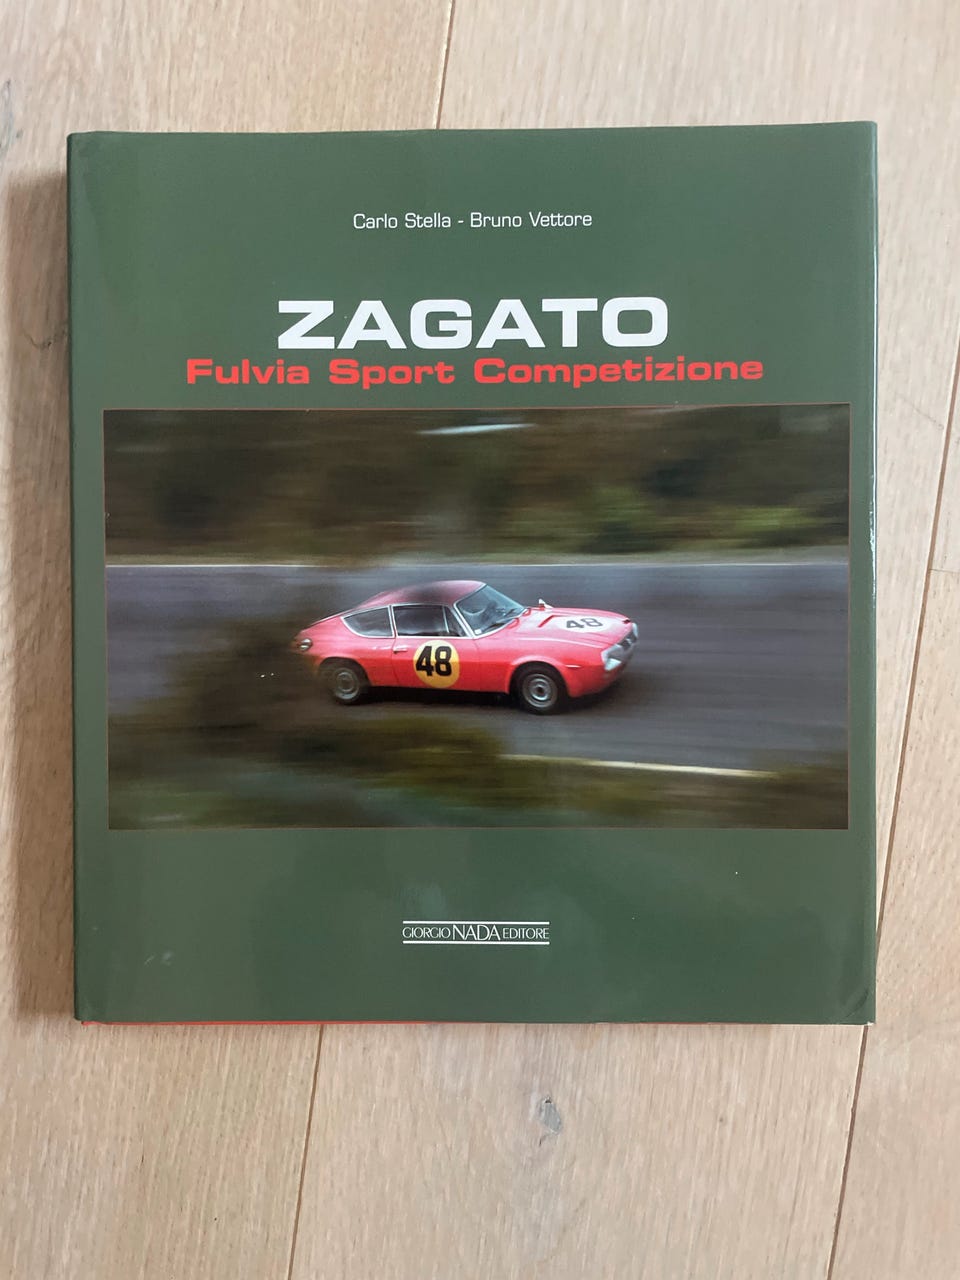 Carlo Stella - Bruno Vettore
ZAGATO
Fulvia Sport Competizione
48
48
GIORGIO NADA EDITORE